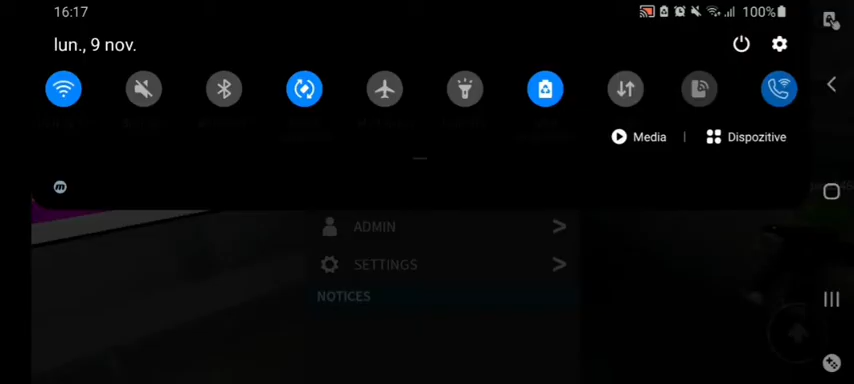 16:17
100%
lun., 9 nov.
Media | Dispozitive
m
ADMIN >
SETTINGS >
NOTICES